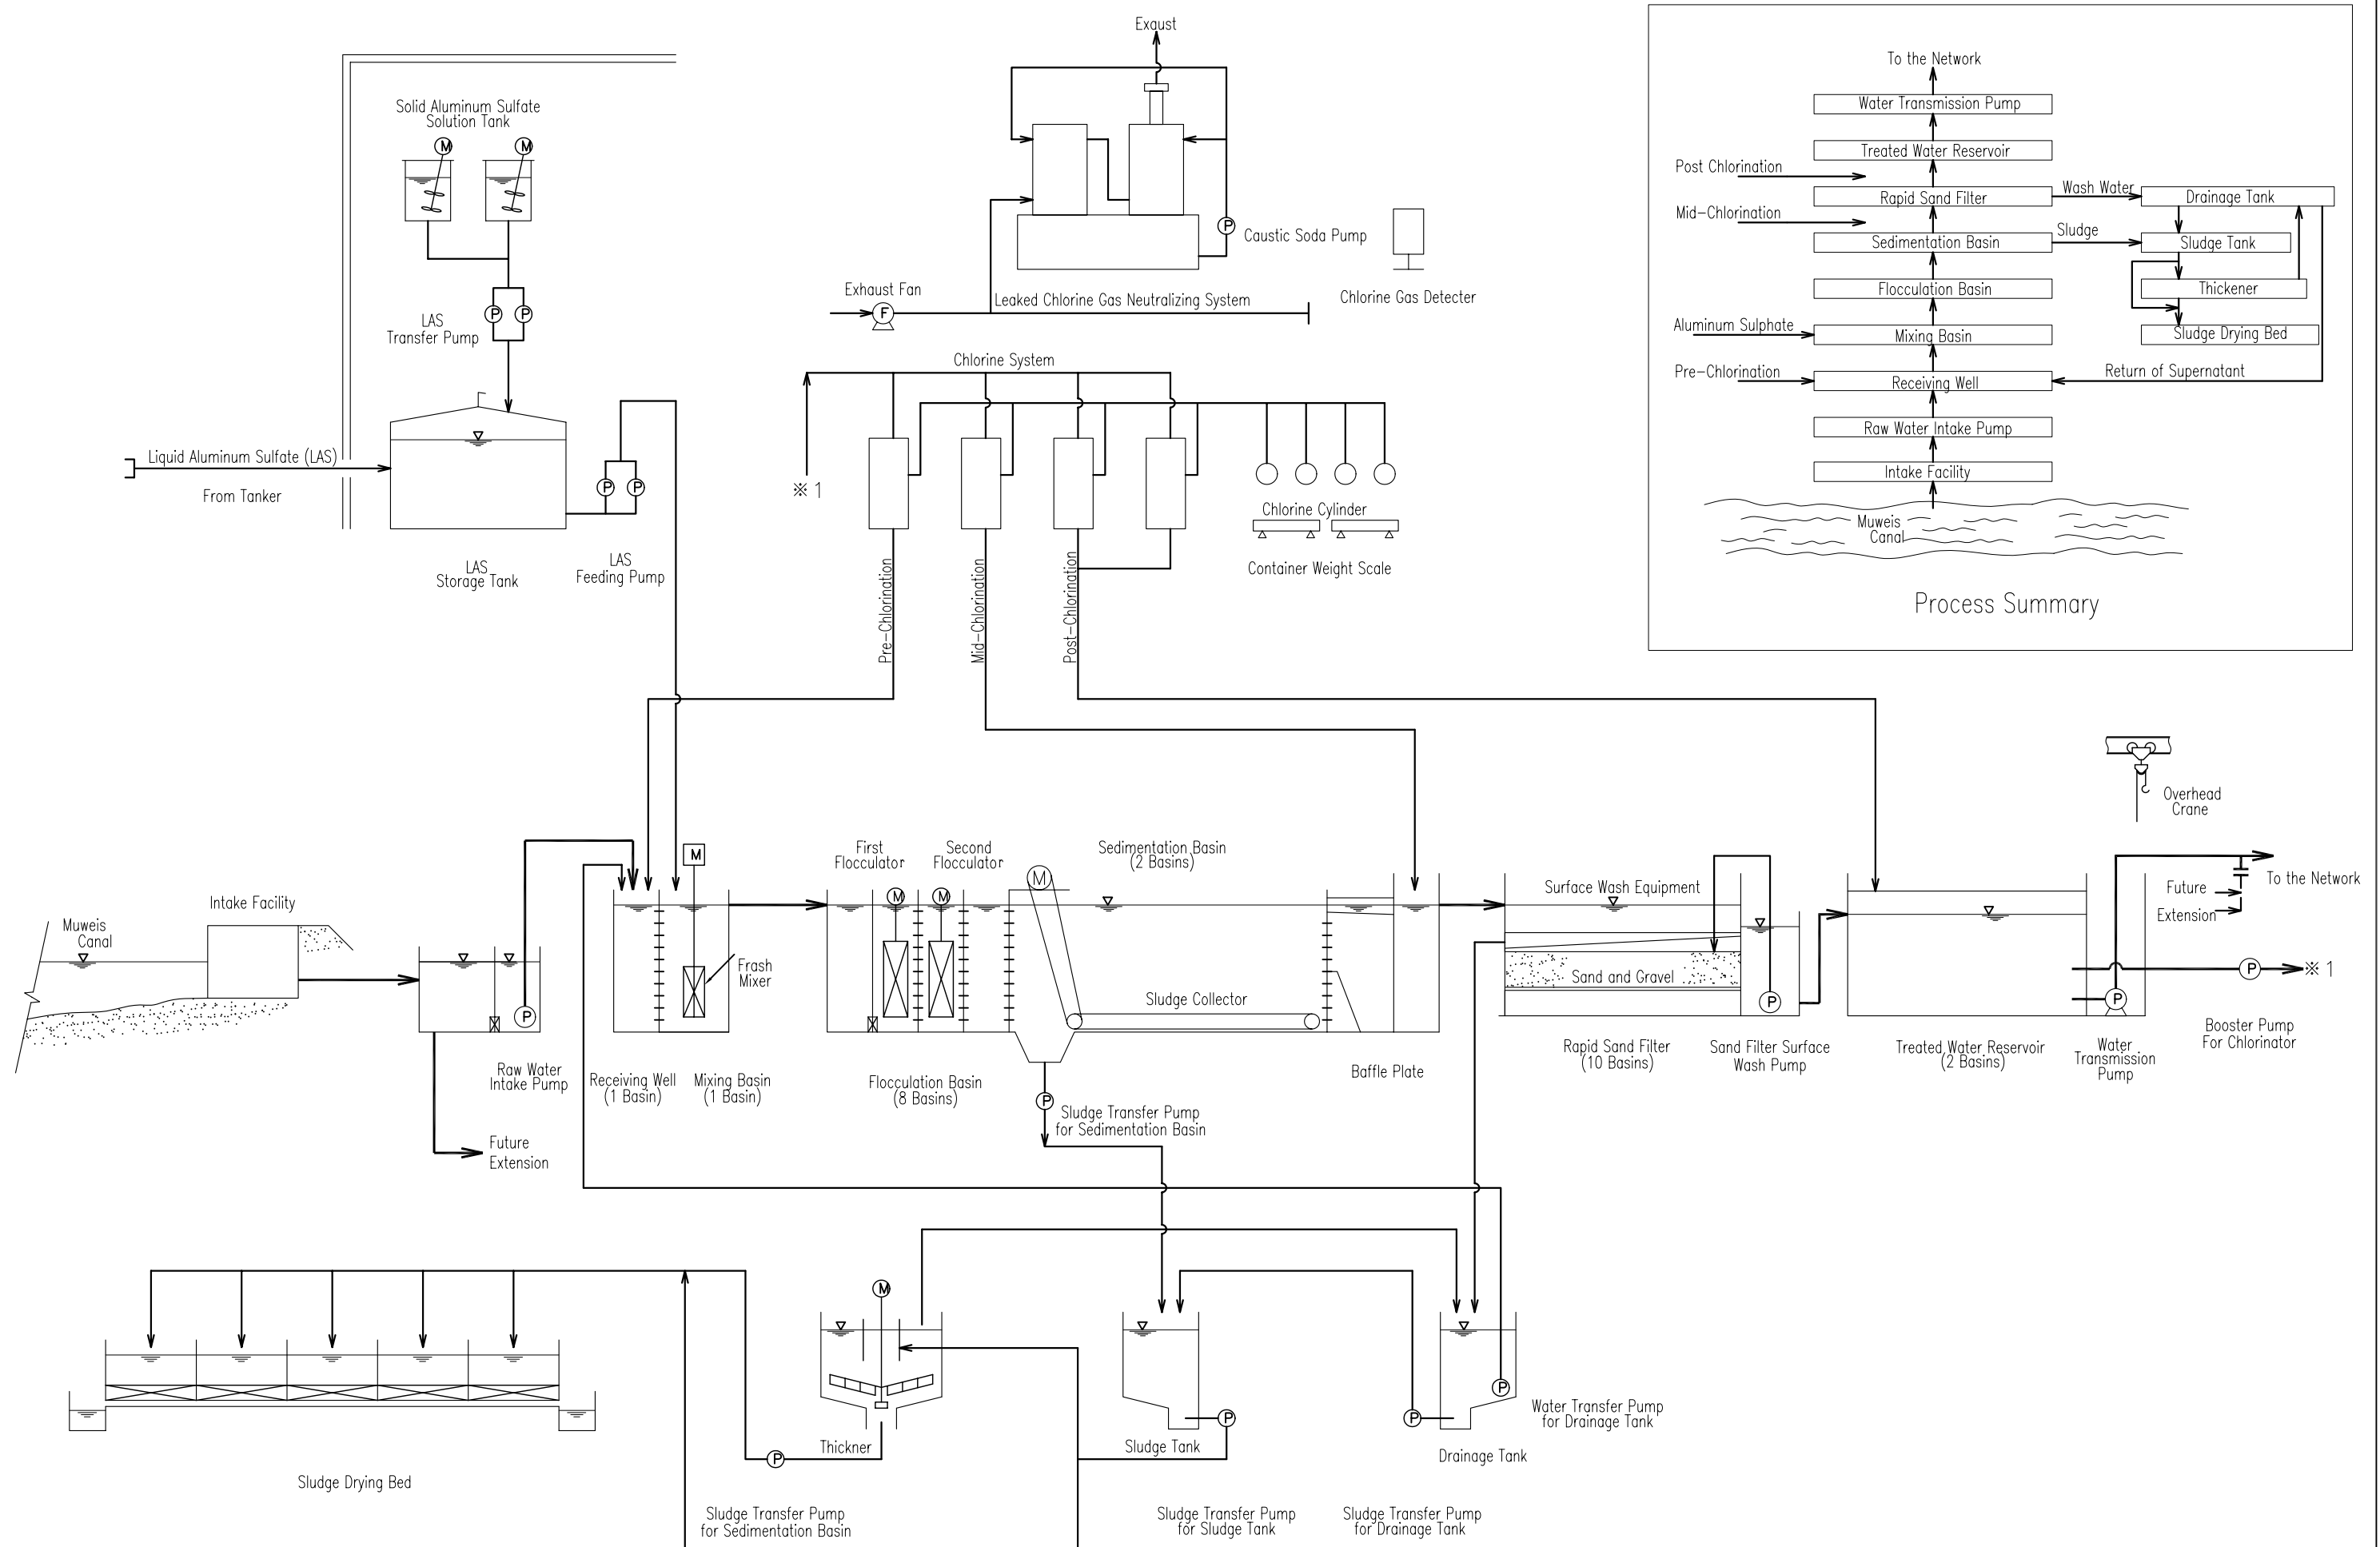 Exaust
Solid Aluminum Sulfate
Solution Tank
M
M
P
Caustic Soda Pump
Exhaust Fan
F
Leaked Chlorine Gas Neutralizing System
Chlorine Gas Detecter
LAS
Transfer Pump
P
P
Chlorine System
Liquid Aluminum Sulfate (LAS)
From Tanker
P
P
※ 1
Chlorine Cylinder
Container Weight Scale
LAS
Storage Tank
LAS
Feeding Pump
Pre-Chlorination
Mid-Chlorination
Post-Chlorination
To the Network
Water Transmission Pump
Treated Water Reservoir
Post Chlorination
Rapid Sand Filter
Wash Water
Drainage Tank
Mid-Chlorination
Sedimentation Basin
Sludge
Sludge Tank
Flocculation Basin
Thickener
Aluminum Sulphate
Mixing Basin
Sludge Drying Bed
Pre-Chlorination
Receiving Well
Return of Supernatant
Raw Water Intake Pump
Intake Facility
Muweis
Canal
Process Summary
Overhead
Crane
Muweis
Canal
Intake Facility
P
Raw Water
Intake Pump
Future
Extension
M
Frash
Mixer
Receiving Well
(1 Basin)
Mixing Basin
(1 Basin)
First
Flocculator
Second
Flocculator
M
M
Flocculation Basin
(8 Basins)
Sedimentation Basin
(2 Basins)
M
Sludge Collector
Baffle Plate
P
Sludge Transfer Pump
for Sedimentation Basin
Surface Wash Equipment
Sand and Gravel
P
Rapid Sand Filter
(10 Basins)
Sand Filter Surface
Wash Pump
Treated Water Reservoir
(2 Basins)
P
Water
Transmission
Pump
To the Network
Future
Extension
P
※ 1
Booster Pump
For Chlorinator
Sludge Drying Bed
M
Thickner
P
Sludge Transfer Pump
for Sedimentation Basin
Sludge Tank
P
Sludge Transfer Pump
for Sludge Tank
P
P
Water Transfer Pump
for Drainage Tank
Drainage Tank
Sludge Transfer Pump
for Drainage Tank